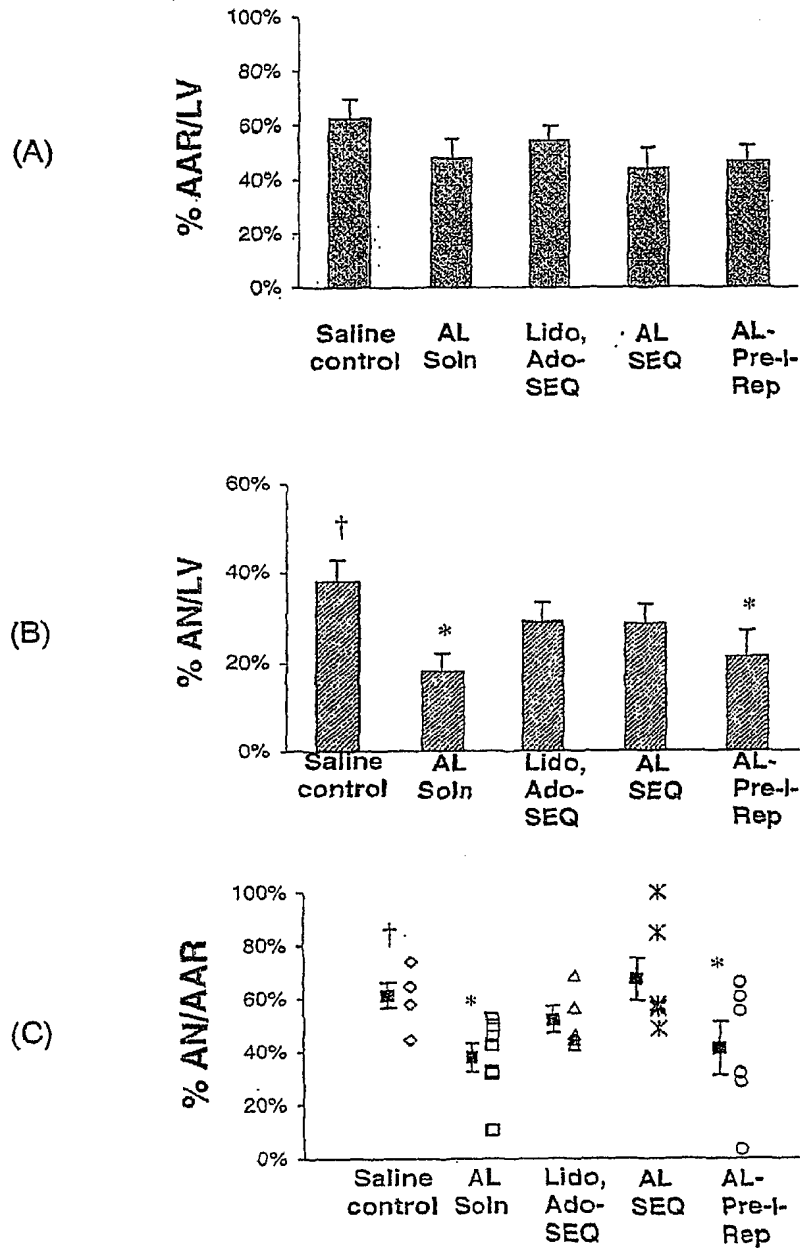 (A)
% AAR/LV
100%
80%
60%
40%
20%
0%
Saline control
AL Soln
Lido, Ado-SEQ
AL SEQ
AL-Pre-I-Rep
(B)
% AN/LV
60%
40%
20%
0%
†
*
*
Saline control
AL Soln
Lido, Ado-SEQ
AL SEQ
AL-Pre-I-Rep
(C)
% AN/AAR
100%
80%
60%
40%
20%
0%
†
*
*
Saline control
AL Soln
Lido, Ado-SEQ
AL SEQ
AL-Pre-I-Rep